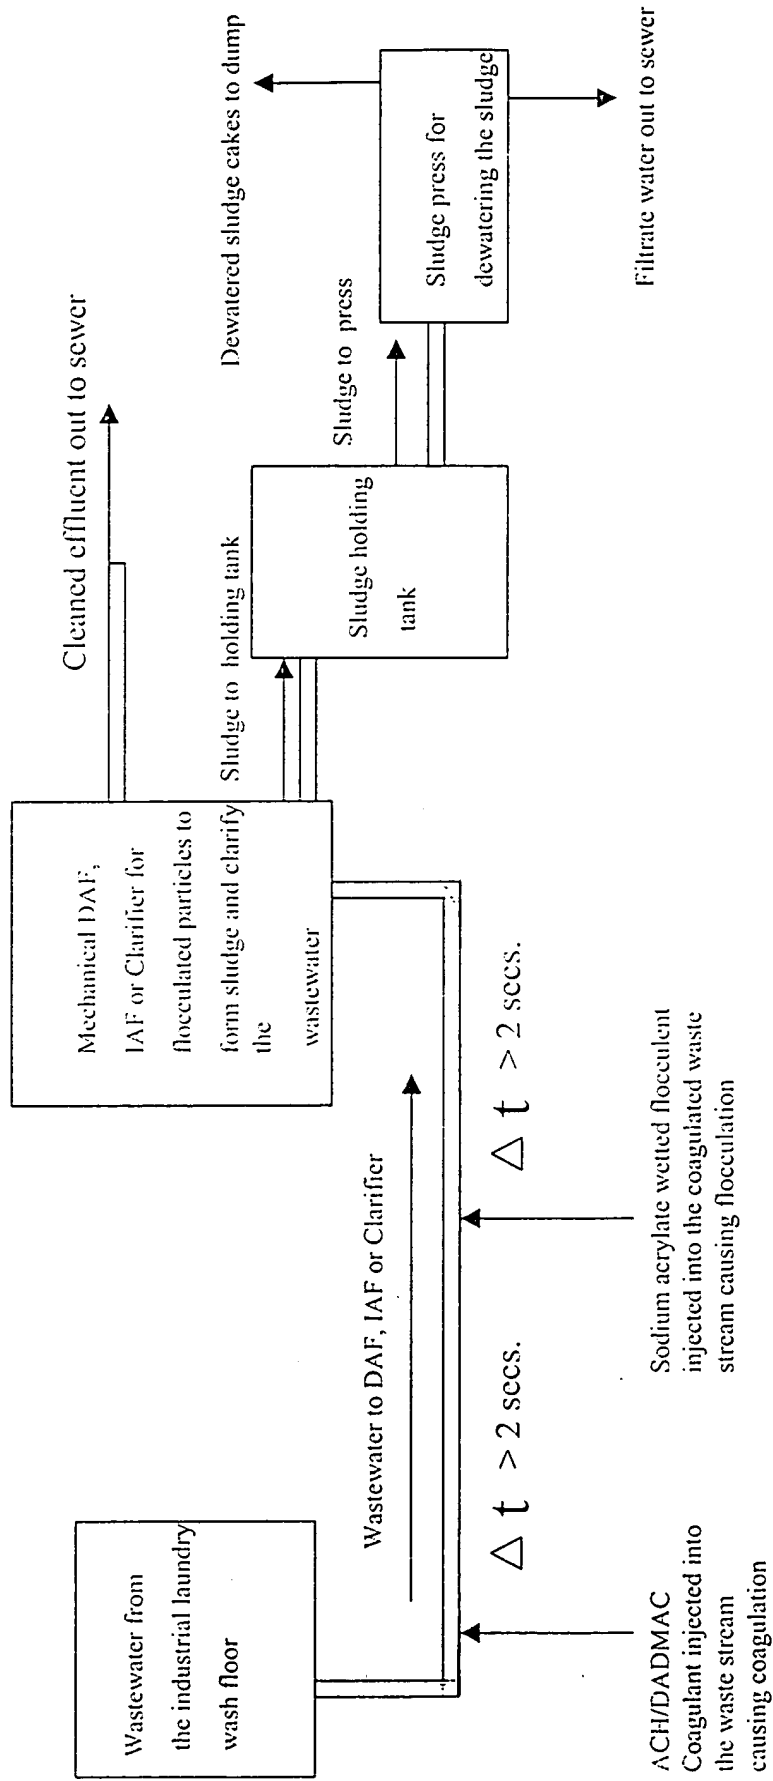 Wastewater from
the industrial laundry
wash floor
ACH/DADMAC
Coagulant injected into
the waste stream
causing coagulation
Δ t > 2 secs.
Wastewater to DAF, IAF or Clarifier
Sodium acrylate wetted flocculent
injected into the coagulated waste
stream causing flocculation
Δ t > 2 secs.
Mechanical DAF,
IAF or Clarifier for
flocculated particles to
form sludge and clarify
the
wastewater
Cleaned effluent out to sewer
Sludge to holding tank
Sludge holding
tank
Sludge to press
Sludge press for
dewatering the sludge
Dewatered sludge cakes to dump
Filtrate water out to sewer